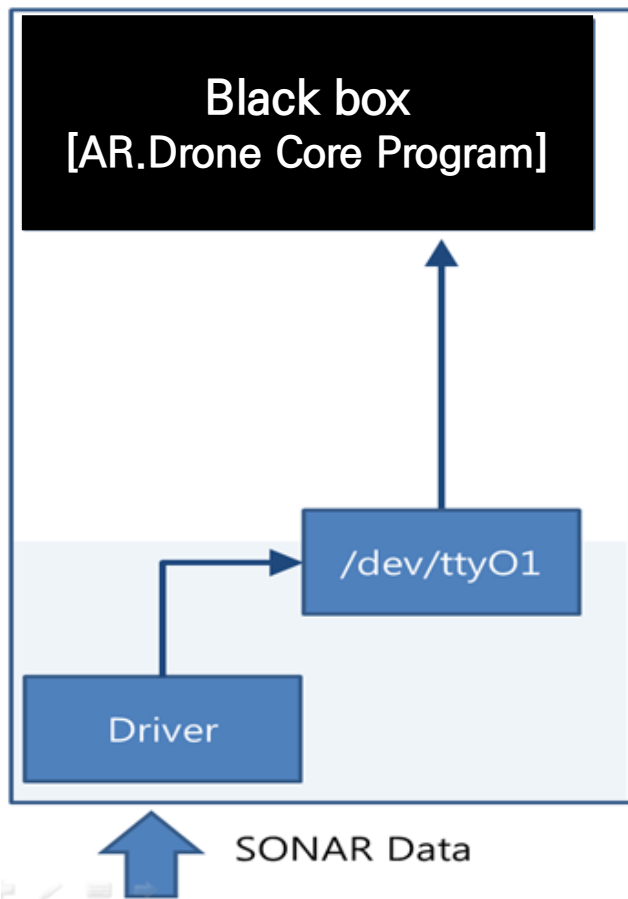 Black box
[AR.Drone Core Program]
/dev/ttyO1
Driver
SONAR Data